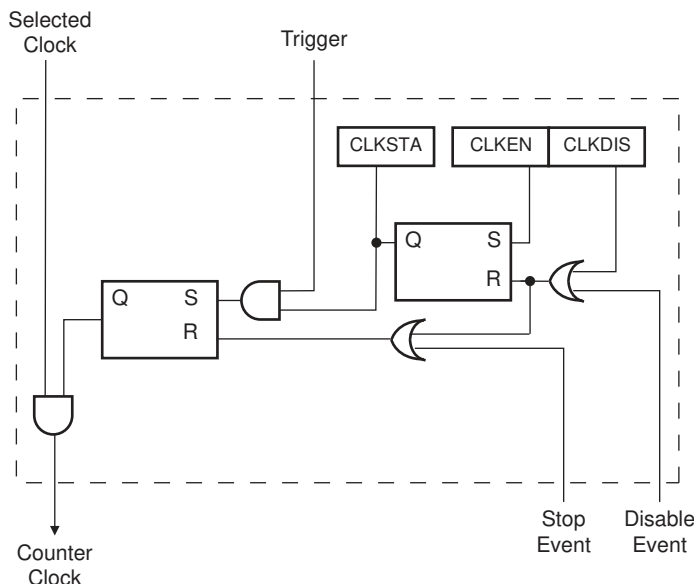 Selected
Clock
Trigger
CLKSTA
CLKEN
CLKDIS
Q
S
R
Q
S
R
Counter
Clock
Stop
Event
Disable
Event